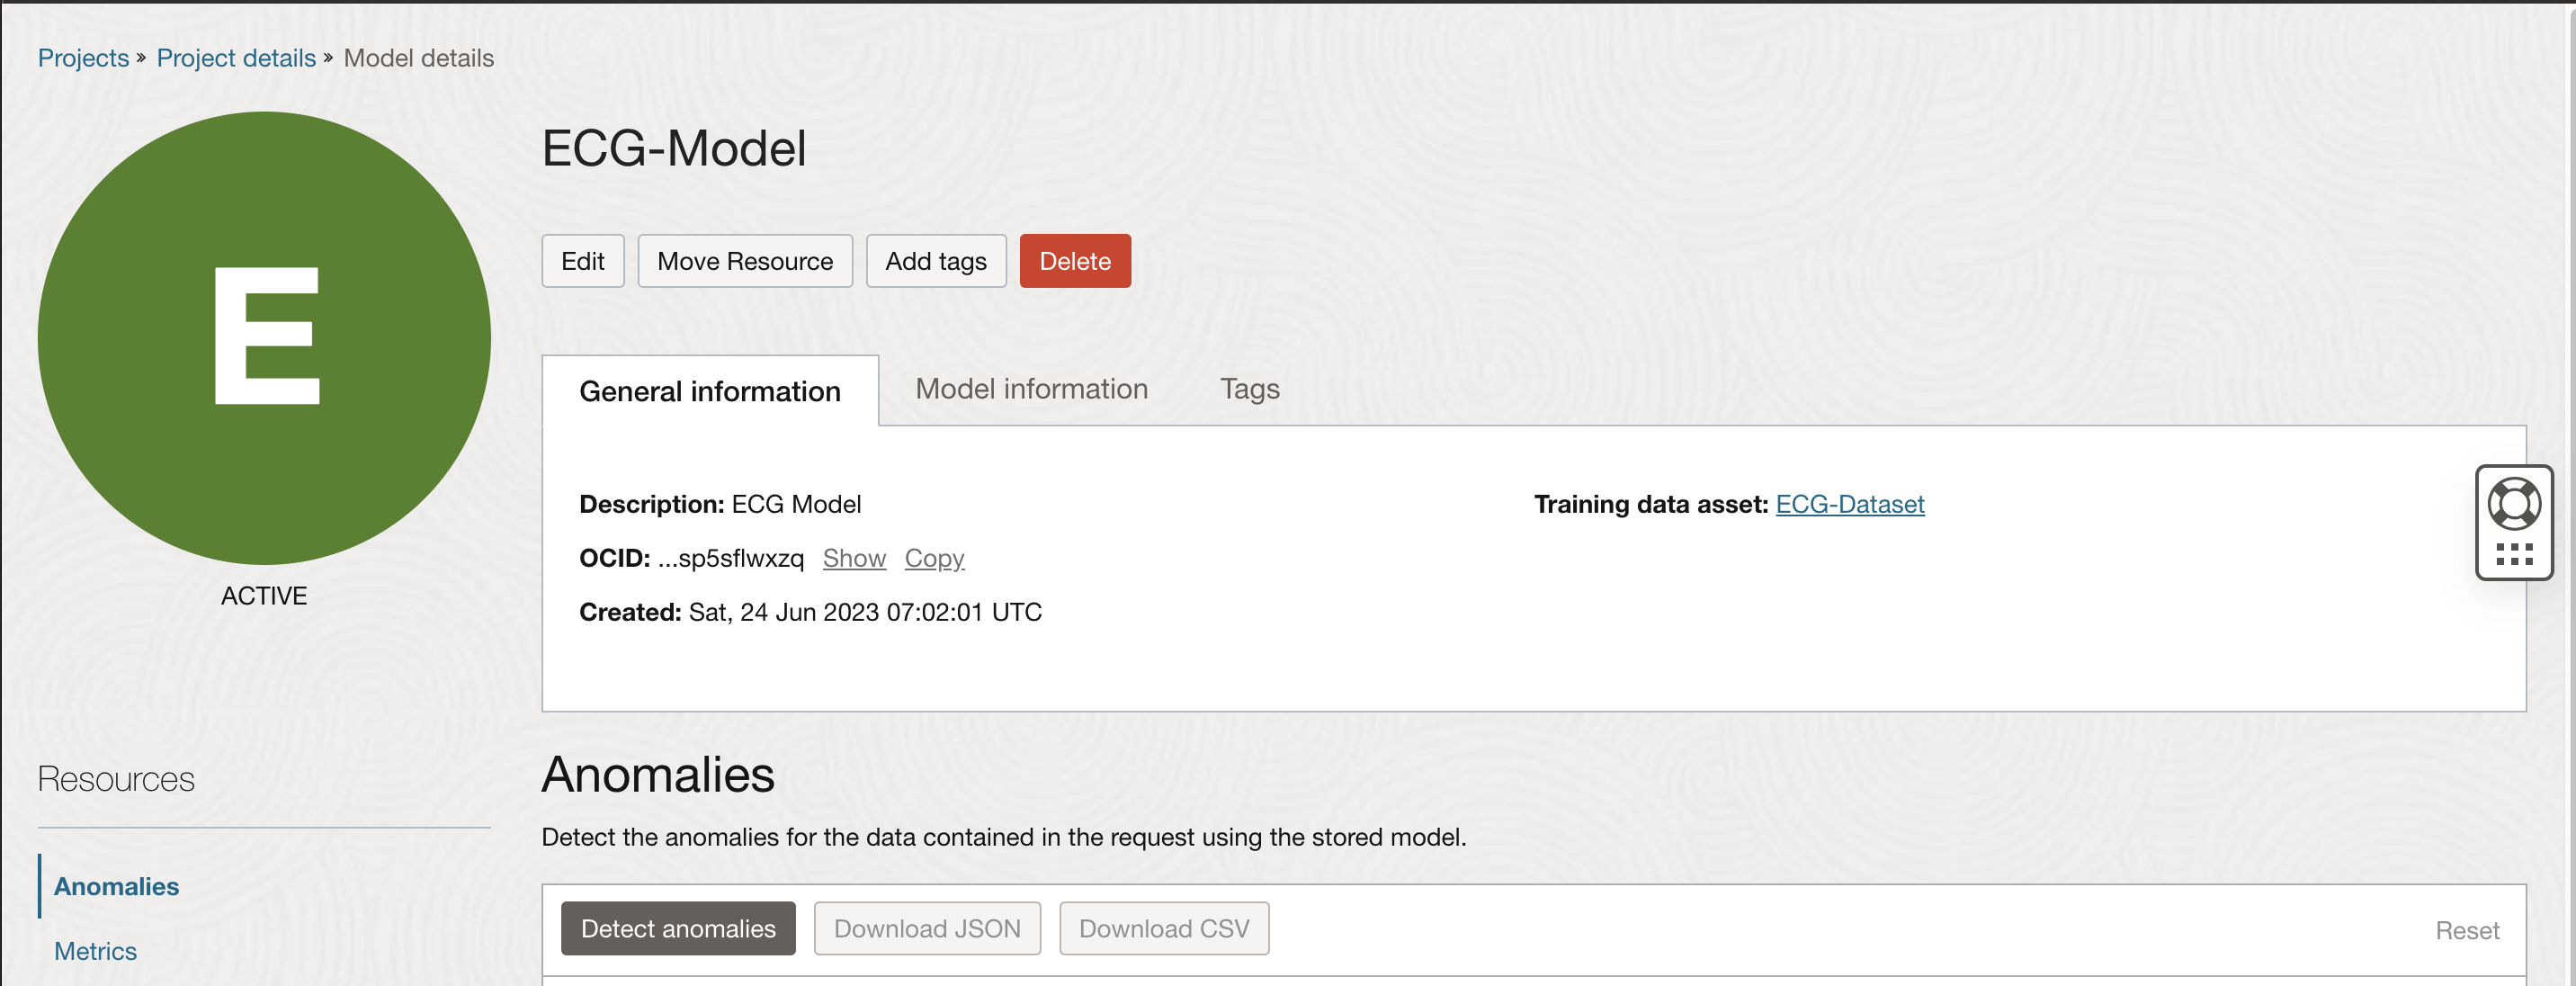 Projects » Project details » Model details
E
ACTIVE
ECG-Model
Edit Move Resource Add tags Delete
General information Model information Tags
Description: ECG Model
Training data asset: ECG-Dataset
OCID: ...sp5sflwxzq Show Copy
Created: Sat, 24 Jun 2023 07:02:01 UTC
Resources
Anomalies
Metrics
Anomalies
Detect the anomalies for the data contained in the request using the stored model.
Detect anomalies Download JSON Download CSV Reset